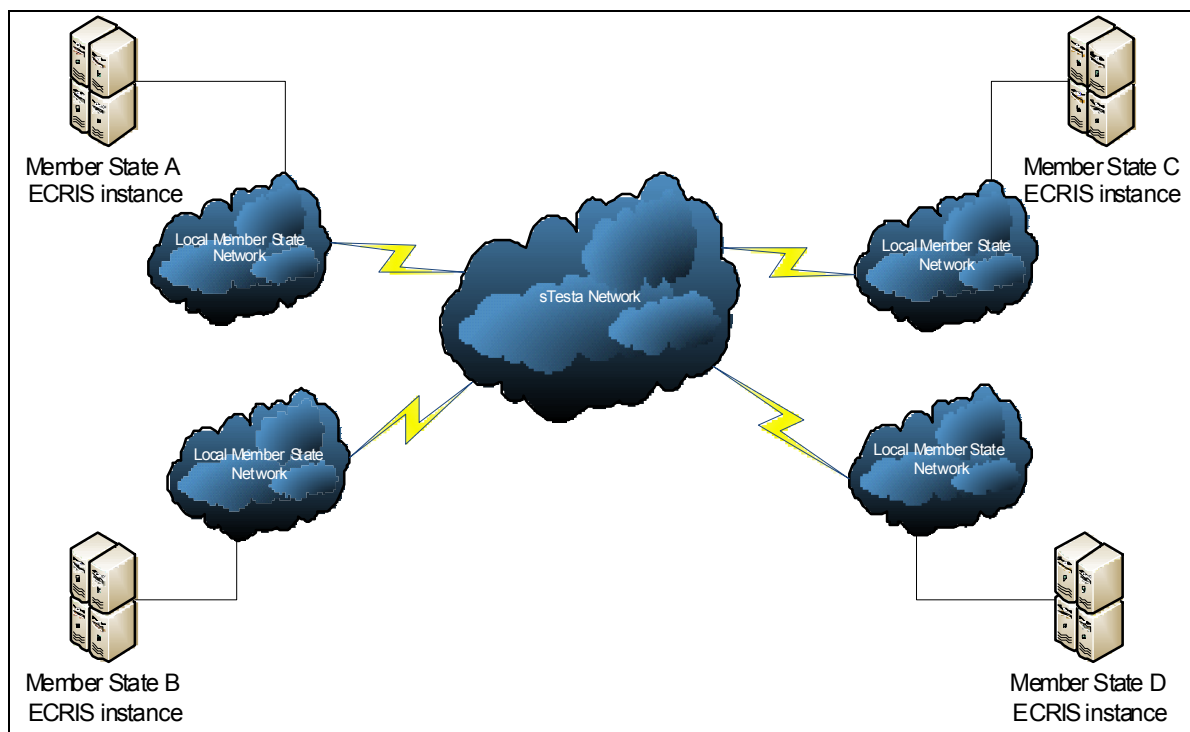 Member State A
ECRIS instance
Local Member State
Network
sTesta Network
Local Member State
Network
Member State C
ECRIS instance
Local Member State
Network
Member State B
ECRIS instance
Local Member State
Network
Member State D
ECRIS instance